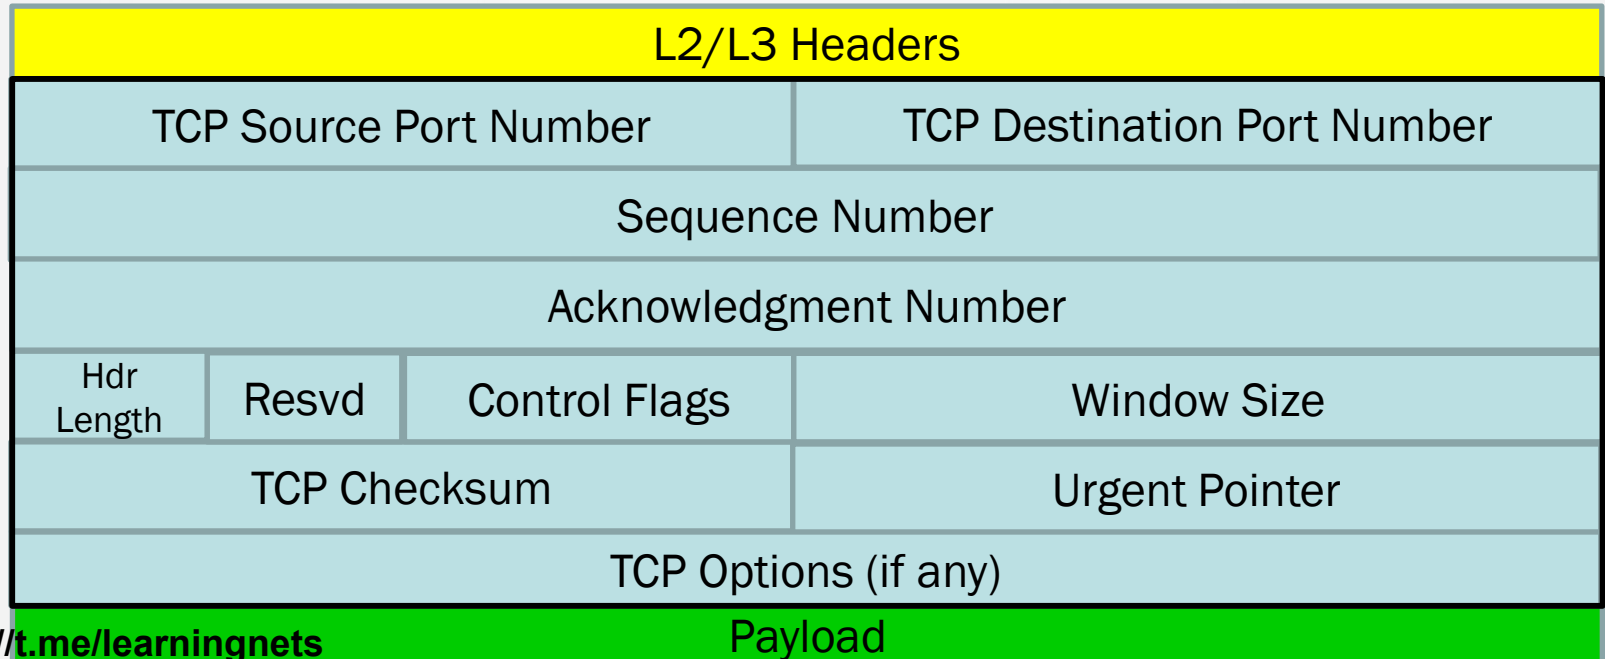 L2/L3 Headers
TCP Source Port Number
TCP Destination Port Number
Sequence Number
Acknowledgment Number
Hdr
Length
Resvd
Control Flags
Window Size
TCP Checksum
Urgent Pointer
TCP Options (if any)
Payload
/t.me/learningnets